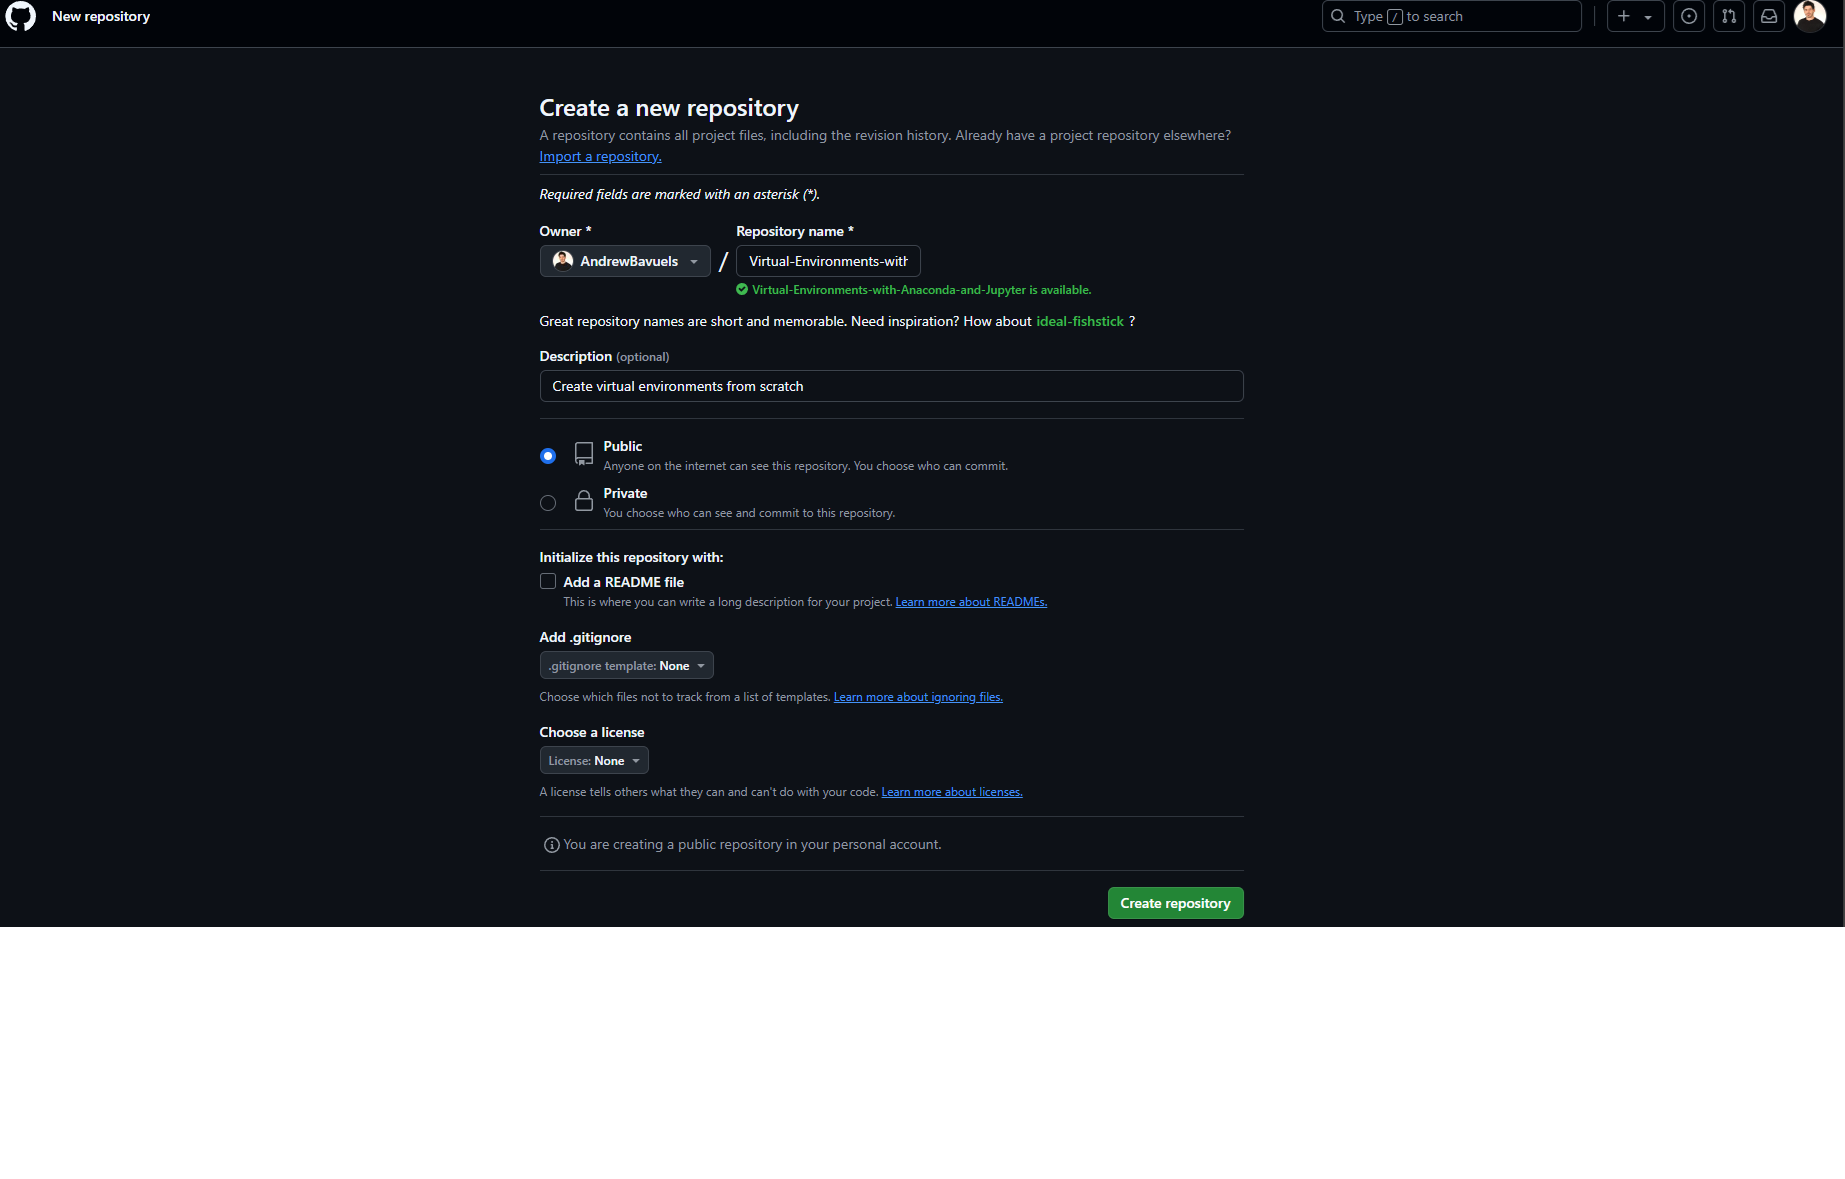 New repository
Type / to search
Create a new repository
A repository contains all project files, including the revision history. Already have a project repository elsewhere?
Import a repository.
Required fields are marked with an asterisk (*).
Owner *
Repository name *
AndrewBavuels
/
Virtual-Environments-with
Virtual-Environments-with-Anaconda-and-Jupyter is available.
Great repository names are short and memorable. Need inspiration? How about ideal-fishstick ?
Description (optional)
Create virtual environments from scratch
Public
Anyone on the internet can see this repository. You choose who can commit.
Private
You choose who can see and commit to this repository.
Initialize this repository with:
Add a README file
This is where you can write a long description for your project. Learn more about READMEs.
Add .gitignore
.gitignore template: None
Choose which files not to track from a list of templates. Learn more about ignoring files.
Choose a license
License: None
A license tells others what they can and can't do with your code. Learn more about licenses.
You are creating a public repository in your personal account.
Create repository